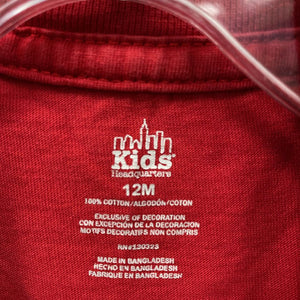 Kids
Headquarters
12M
100% COTTON/ALGODÓN/COTON
EXCLUSIVE OF DECORATION
CON EXCEPCIÓN DE LA DECORACIÓN
MOTIFS DÉCORATIFS NON COMPRIS
RN#130323
MADE IN BANGLADESH
HECHO EN BANGLADESH
FABRIQUÉ EN BANGLADESH